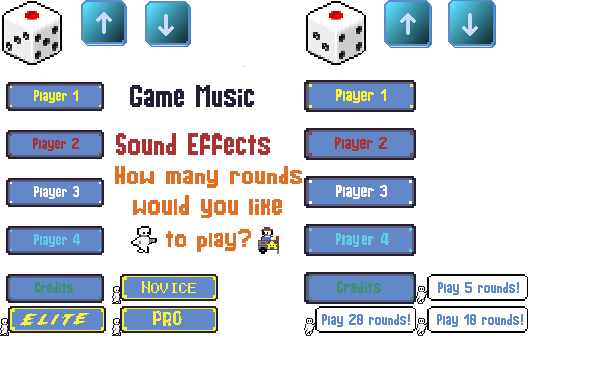 Player 1
Game Music
Player 1
Player 2
Sound Effects
Player 2
How many rounds
would you like
to play?
Player 3
Player 3
Player 4
Player 4
Credits
NOVICE
Credits
Play 5 rounds!
ELITE
PRO
Play 20 rounds!
Play 10 rounds!